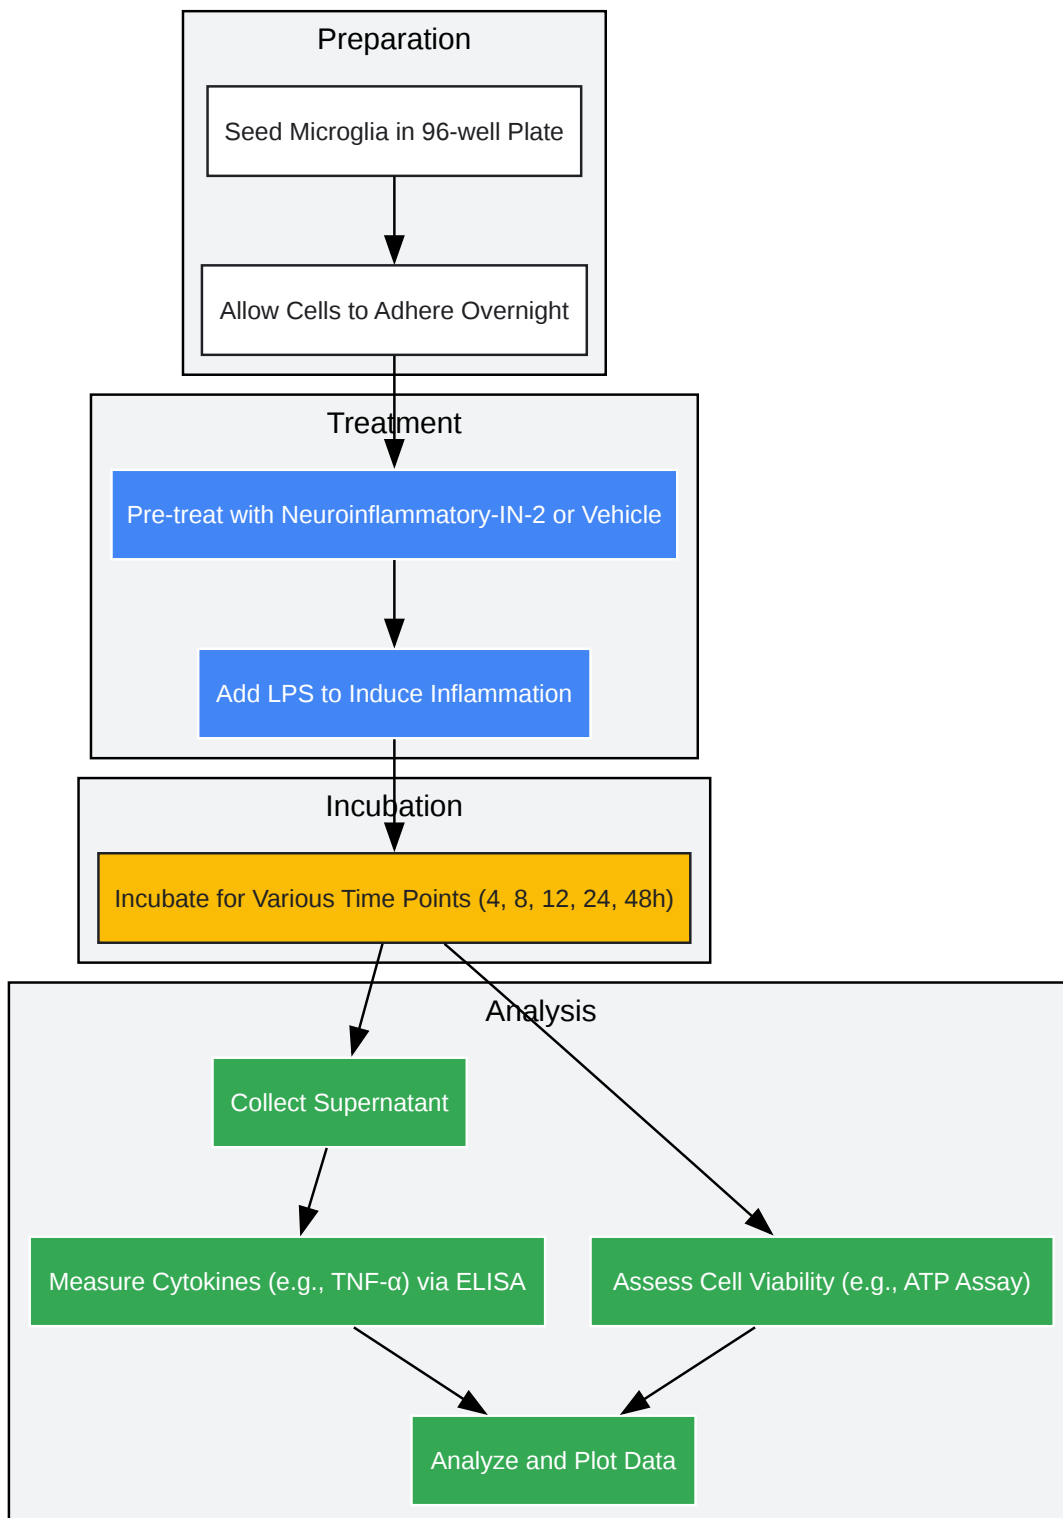 Preparation
Seed Microglia in 96-well Plate
Allow Cells to Adhere Overnight
Treatment
Pre-treat with Neuroinflammatory-IN-2 or Vehicle
Add LPS to Induce Inflammation
Incubation
Incubate for Various Time Points (4, 8, 12, 24, 48h)
Analysis
Collect Supernatant
Measure Cytokines (e.g., TNF-α) via ELISA
Assess Cell Viability (e.g., ATP Assay)
Analyze and Plot Data